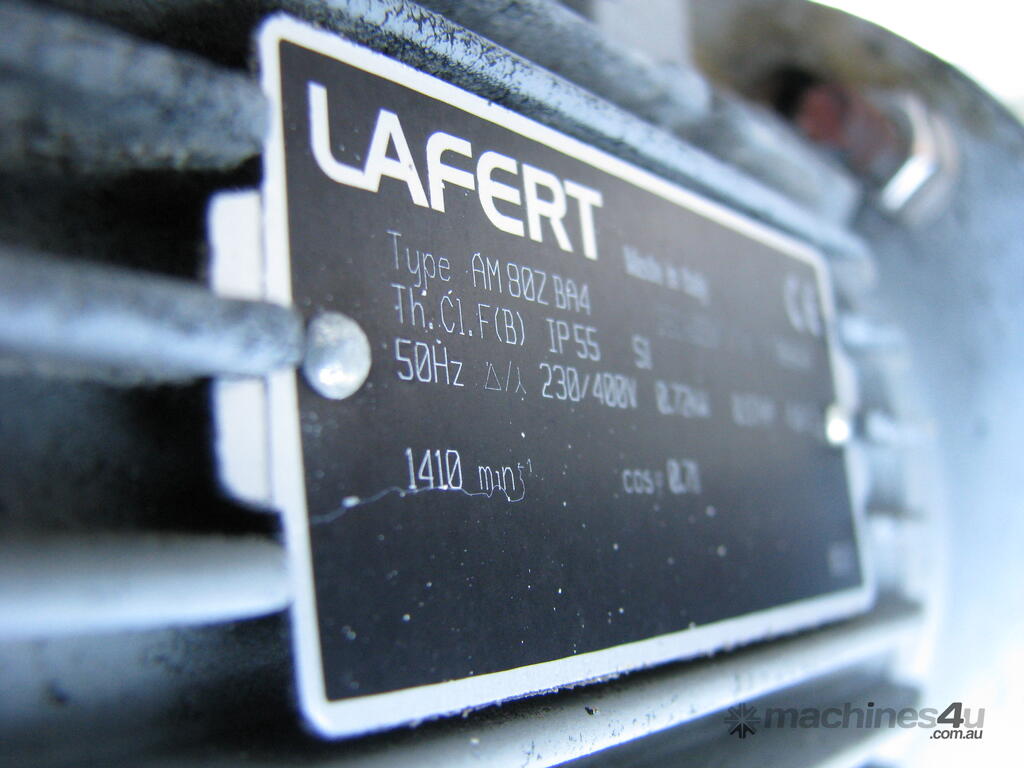 LAFERT
Made in Italy
Type AM 80Z BA4
Th.Cl.F(B) IP55 S1
50Hz Δ/⅄ 230/400V
1410 min⁻¹ cosφ
machines4u
.com.au